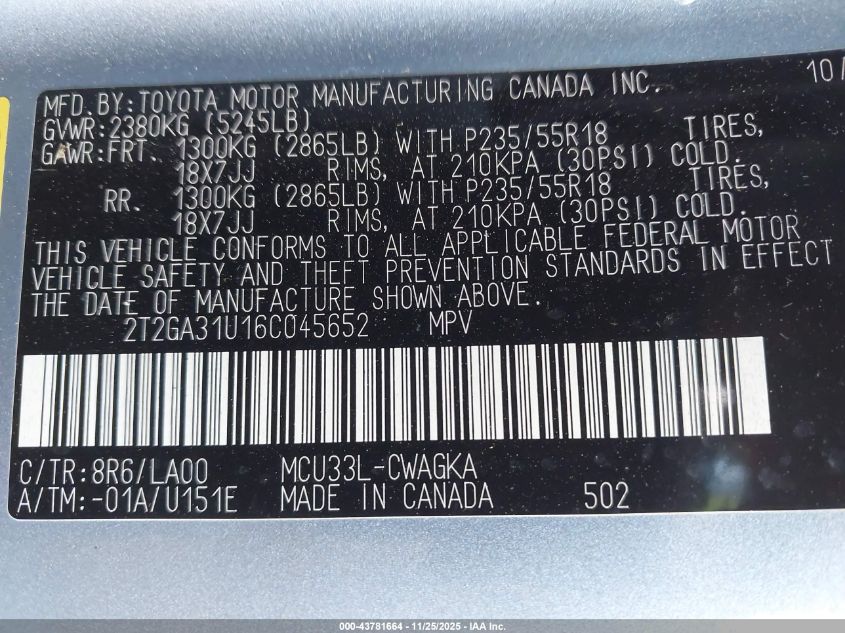 MFD. BY: TOYOTA MOTOR MANUFACTURING CANADA INC. 10/
GVWR: 2380KG (5245LB)
GAWR: FRT. 1300KG (2865LB) WITH P235/55R18 TIRES,
18X7JJ RIMS, AT 210KPA (30PSI) COLD.
RR. 1300KG (2865LB) WITH P235/55R18 TIRES,
18X7JJ RIMS, AT 210KPA (30PSI) COLD.
THIS VEHICLE CONFORMS TO ALL APPLICABLE FEDERAL MOTOR
VEHICLE SAFETY AND THEFT PREVENTION STANDARDS IN EFFECT
THE DATE OF MANUFACTURE SHOWN ABOVE.
2T2GA31U16C045652 MPV
C/TR: 8R6/LA00 MCU33L-CWAGKA
A/TM: -01A/U151E MADE IN CANADA 502
000-43781664 - 11/25/2025 - IAA Inc.